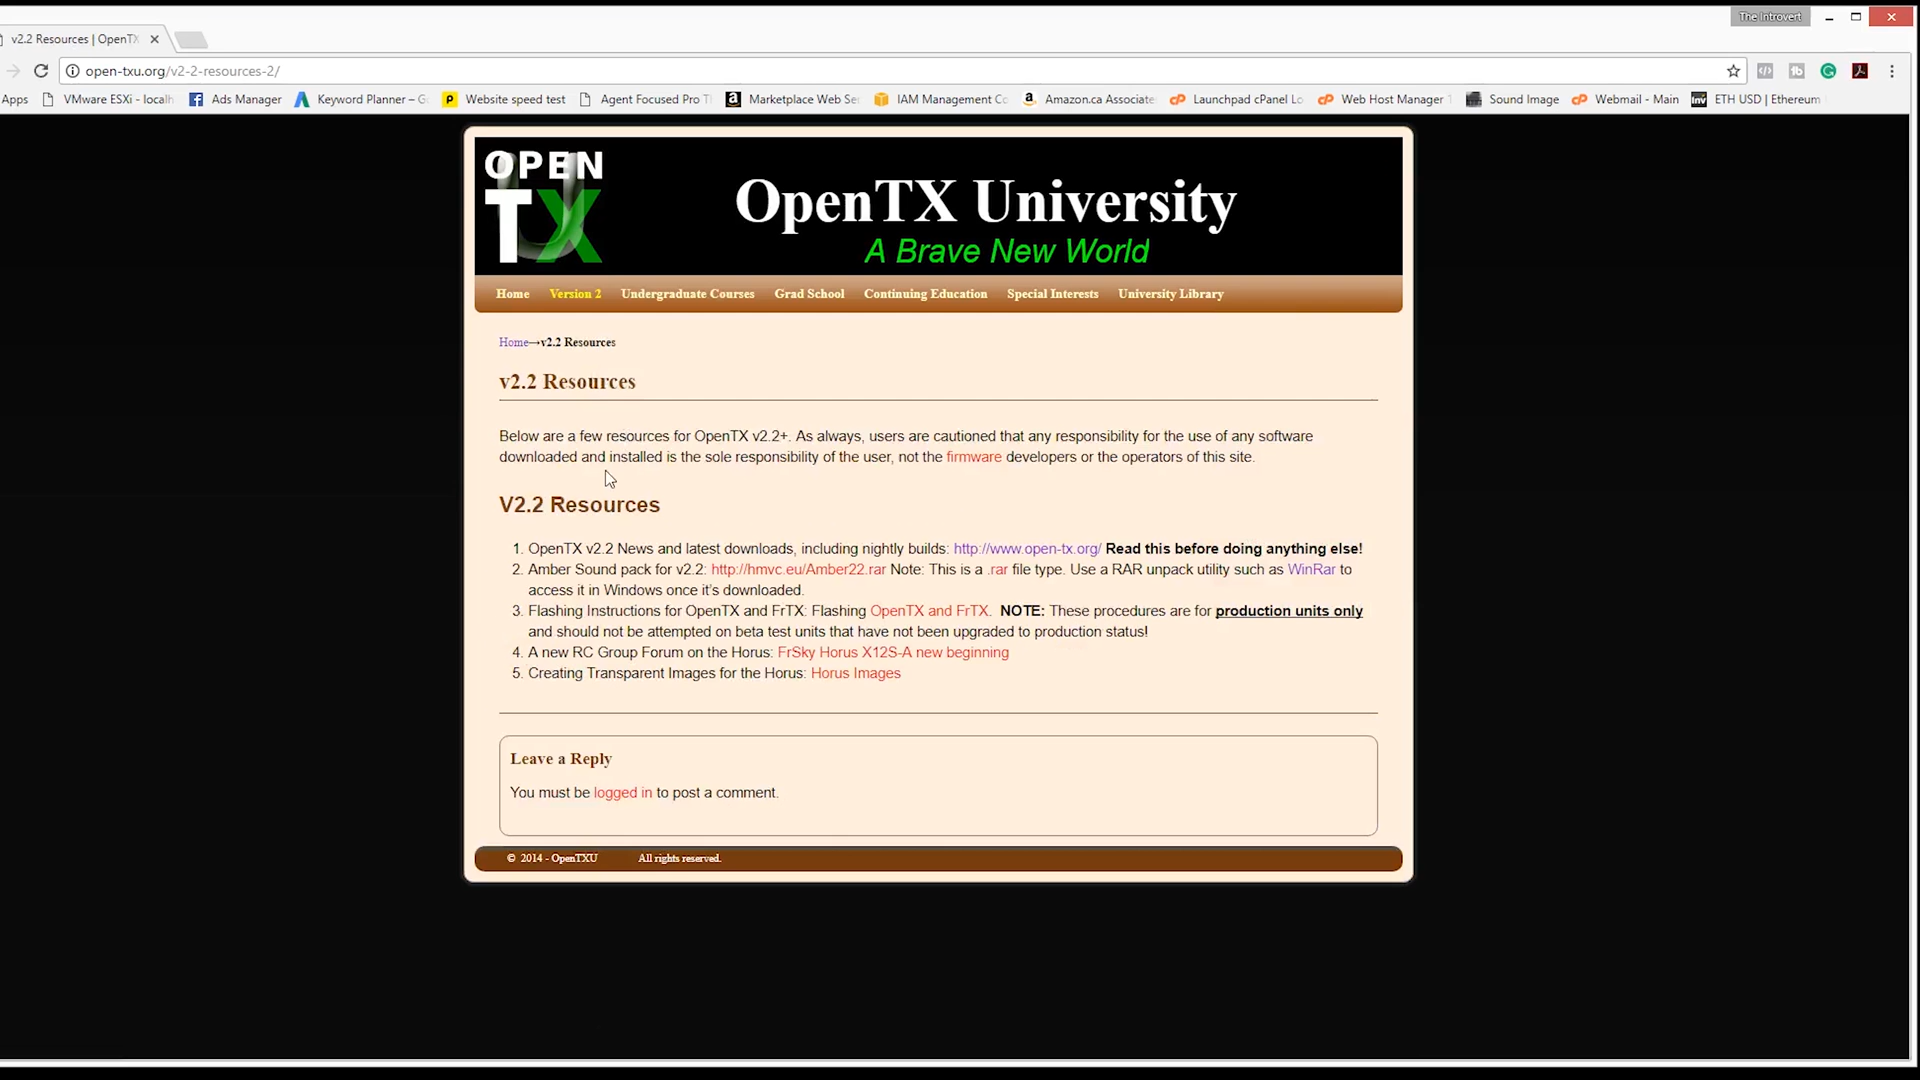 The Introvert
v2.2 Resources | OpenTX
open-txu.org/v2-2-resources-2/
Apps VMware ESXi - localh Ads Manager Keyword Planner – G Website speed test Agent Focused Pro T Marketplace Web Se IAM Management Co Amazon.ca Associate Launchpad cPanel Lo Web Host Manager Sound Image Webmail - Main ETH USD | Ethereum
OPEN
TX
OpenTX University
A Brave New World
Home Version 2 Undergraduate Courses Grad School Continuing Education Special Interests University Library
Home→v2.2 Resources
v2.2 Resources
Below are a few resources for OpenTX v2.2+. As always, users are cautioned that any responsibility for the use of any software
downloaded and installed is the sole responsibility of the user, not the firmware developers or the operators of this site.
V2.2 Resources
1. OpenTX v2.2 News and latest downloads, including nightly builds: http://www.open-tx.org/ Read this before doing anything else!
2. Amber Sound pack for v2.2: http://hmvc.eu/Amber22.rar Note: This is a .rar file type. Use a RAR unpack utility such as WinRar to
access it in Windows once it's downloaded.
3. Flashing Instructions for OpenTX and FrTX: Flashing OpenTX and FrTX. NOTE: These procedures are for production units only
and should not be attempted on beta test units that have not been upgraded to production status!
4. A new RC Group Forum on the Horus: FrSky Horus X12S-A new beginning
5. Creating Transparent Images for the Horus: Horus Images
Leave a Reply
You must be logged in to post a comment.
© 2014 - OpenTXU All rights reserved.